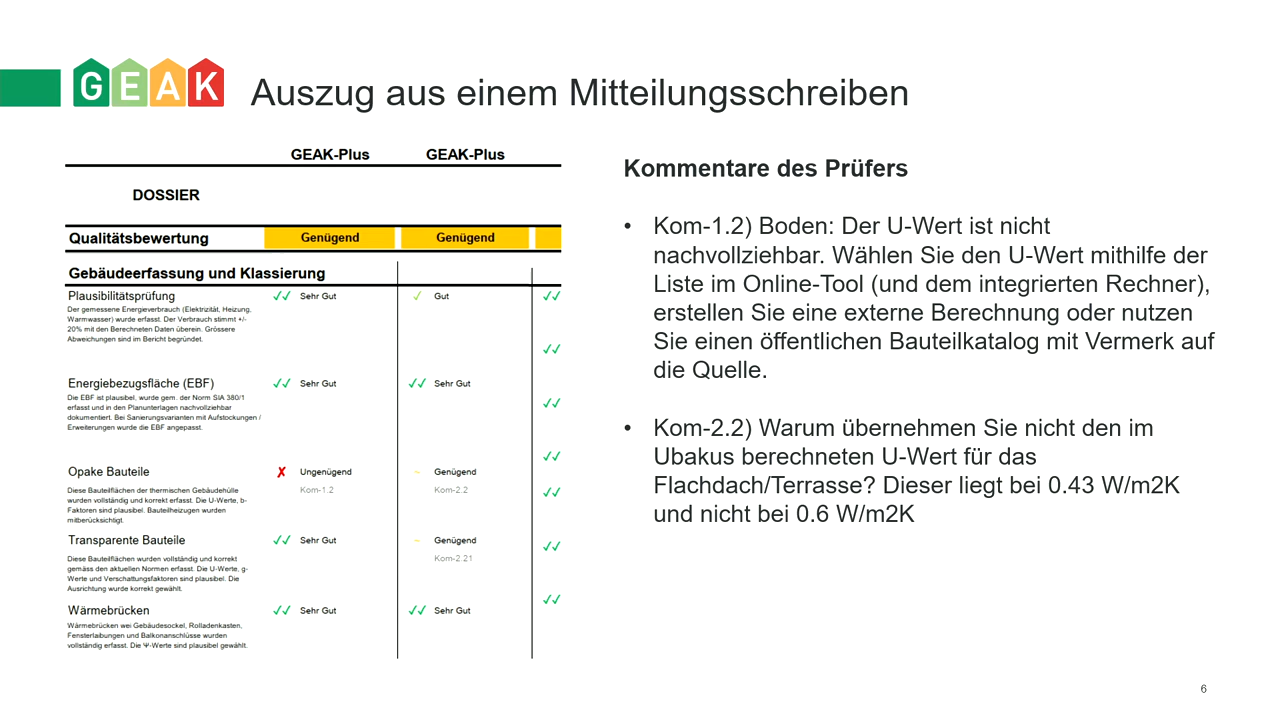 GEAK
Auszug aus einem Mitteilungsschreiben
GEAK-Plus GEAK-Plus
DOSSIER
Qualitätsbewertung Genügend Genügend
Gebäudeerfassung und Klassierung
Plausibilitätsprüfung ✓✓ Sehr Gut ✓ Gut ✓✓
Der gemessene Energieverbrauch (Elektrizität, Heizung,
Warmwasser) wurde erfasst. Der Verbrauch stimmt +/-
20% mit den Berechneten Daten überein. Grössere
Abweichungen sind im Bericht begründet.
Energiebezugsfläche (EBF) ✓✓ Sehr Gut ✓✓ Sehr Gut
Die EBF ist plausibel, wurde gem. der Norm SIA 380/1
erfasst und in den Planunterlagen nachvollziehbar
dokumentiert. Bei Sanierungsvarianten mit Aufstockungen /
Erweiterungen wurde die EBF angepasst.
Opake Bauteile ✗ Ungenügend ~ Genügend
Kom-1.2 Kom-2.2
Diese Bauteilflächen der thermischen Gebäudehülle
wurden vollständig und korrekt erfasst. Die U-Werte, b-
Faktoren sind plausibel. Bauteilheizugen wurden
mitberücksichtigt.
Transparente Bauteile ✓✓ Sehr Gut ~ Genügend
Kom-2.21
Diese Bauteilflächen wurden vollständig und korrekt
gemäss den aktuellen Normen erfasst. Die U-Werte, g-
Werte und Verschattungsfaktoren sind plausibel. Die
Ausrichtung wurde korrekt gewählt.
Wärmebrücken ✓✓ Sehr Gut ✓✓ Sehr Gut
Wärmebrücken wei Gebäudesockel, Rolladenkasten,
Fensterlaibungen und Balkonanschlüsse wurden
vollständig erfasst. Die Ψ-Werte sind plausibel gewählt.
Kommentare des Prüfers
• Kom-1.2) Boden: Der U-Wert ist nicht
nachvollziehbar. Wählen Sie den U-Wert mithilfe der
Liste im Online-Tool (und dem integrierten Rechner),
erstellen Sie eine externe Berechnung oder nutzen
Sie einen öffentlichen Bauteilkatalog mit Vermerk auf
die Quelle.
• Kom-2.2) Warum übernehmen Sie nicht den im
Ubakus berechneten U-Wert für das
Flachdach/Terrasse? Dieser liegt bei 0.43 W/m2K
und nicht bei 0.6 W/m2K
6